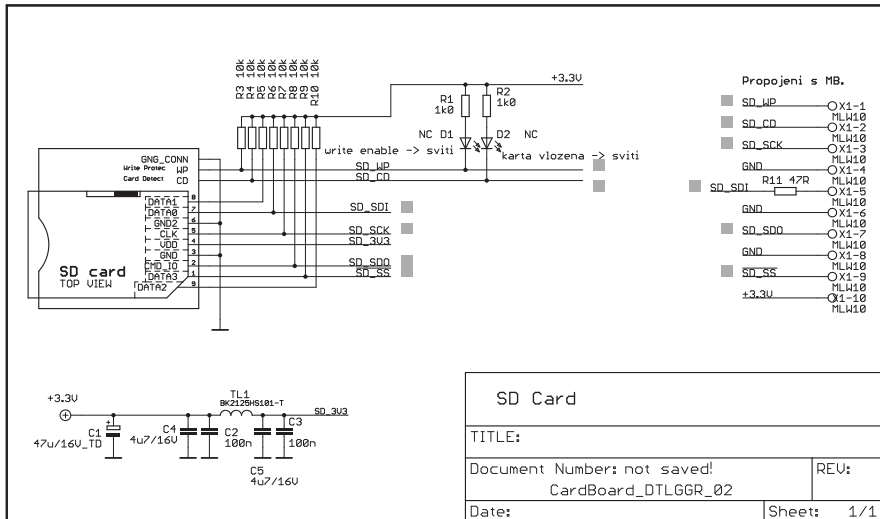 R3 10k
R4 10k
R5 10k
R6 10k
R7 10k
R8 10k
R9 10k
R10 10k
R1
1k0
R2
1k0
+3.3V
NC D1
D2 NC
write enable -> sviti
karta vlozena -> sviti
GNG_CONN
Write Protec WP
Card Detect CD
SD_WP
SD_CD
DATA1 8
DATA0 7
GND2 6
CLK 5
VDD 4
GND 3
CMD_IO 2
DATA3 1
DATA2 9
SD_SDI
SD_SCK
SD_3V3
SD_SDO
SD_SS
SD card
TOP VIEW
Propojeni s MB.
SD_WP X1-1
MLW10
SD_CD X1-2
MLW10
SD_SCK X1-3
MLW10
GND X1-4
MLW10
SD_SDI R11 47R X1-5
MLW10
GND X1-6
MLW10
SD_SDO X1-7
MLW10
GND X1-8
MLW10
SD_SS X1-9
MLW10
+3.3V X1-10
MLW10
+3.3V
TL1
BK2125HS101-T
SD_3V3
C1
47u/16V_TD
C4
4u7/16V
C2
100n
C3
100n
C5
4u7/16V
SD Card
TITLE:
Document Number: not saved!
CardBoard_DTLGGR_02
REV:
Date:
Sheet: 1/1